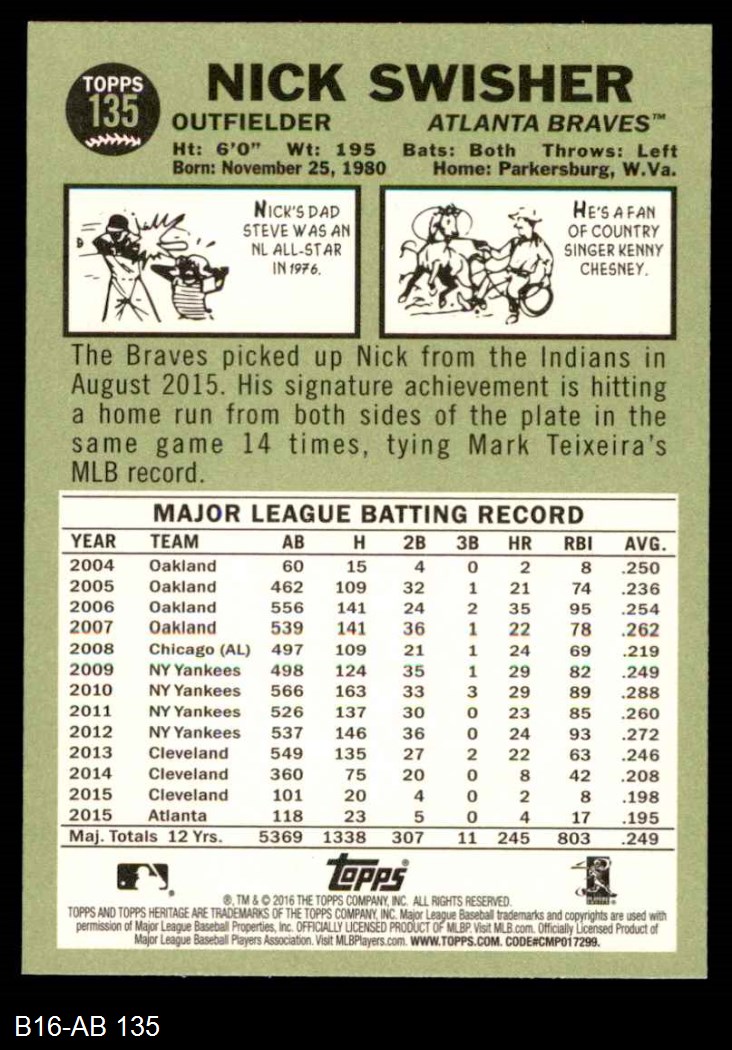 TOPPS
135
NICK SWISHER
OUTFIELDER ATLANTA BRAVES™
Ht: 6'0" Wt: 195 Bats: Both Throws: Left
Born: November 25, 1980 Home: Parkersburg, W.Va.
NICK'S DAD
STEVE WAS AN
NL ALL-STAR
IN 1976.
HE'S A FAN
OF COUNTRY
SINGER KENNY
CHESNEY.
The Braves picked up Nick from the Indians in
August 2015. His signature achievement is hitting
a home run from both sides of the plate in the
same game 14 times, tying Mark Teixeira's
MLB record.
MAJOR LEAGUE BATTING RECORD
YEAR TEAM AB H 2B 3B HR RBI AVG.
2004 Oakland 60 15 4 0 2 8 .250
2005 Oakland 462 109 32 1 21 74 .236
2006 Oakland 556 141 24 2 35 95 .254
2007 Oakland 539 141 36 1 22 78 .262
2008 Chicago (AL) 497 109 21 1 24 69 .219
2009 NY Yankees 498 124 35 1 29 82 .249
2010 NY Yankees 566 163 33 3 29 89 .288
2011 NY Yankees 526 137 30 0 23 85 .260
2012 NY Yankees 537 146 36 0 24 93 .272
2013 Cleveland 549 135 27 2 22 63 .246
2014 Cleveland 360 75 20 0 8 42 .208
2015 Cleveland 101 20 4 0 2 8 .198
2015 Atlanta 118 23 5 0 4 17 .195
Maj. Totals 12 Yrs. 5369 1338 307 11 245 803 .249
Topps®
®, TM & © 2016 THE TOPPS COMPANY, INC. ALL RIGHTS RESERVED.
TOPPS AND TOPPS HERITAGE ARE TRADEMARKS OF THE TOPPS COMPANY, INC. Major League Baseball trademarks and copyrights are used with
permission of Major League Baseball Properties, Inc. OFFICIALLY LICENSED PRODUCT OF MLBP. Visit MLB.com. Officially Licensed Product of
Major League Baseball Players Association. Visit MLBPlayers.com. WWW.TOPPS.COM. CODE#CMP017299.
B16-AB 135